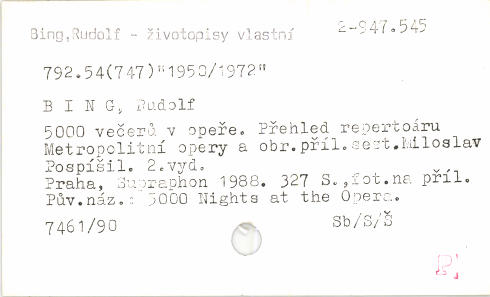 Bing,Rudolf - životopisy vlastní 2-947.545
792.54(747)"1950/1972"
B I N G, Rudolf
5000 večerů v opeře. Přehled repertoáru
Metropolitní opery a obr.příl.sest.Miloslav
Pospíšil. 2.vyd.
Praha, Supraphon 1988. 327 S.,fot.na příl.
Pův.náz.: 5000 Nights at the Opera.
7461/90 Sb/S/Š